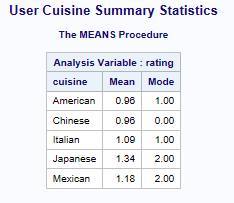 User Cuisine Summary Statistics
The MEANS Procedure
Analysis Variable : rating
cuisine Mean Mode
American 0.96 1.00
Chinese 0.96 0.00
Italian 1.09 1.00
Japanese 1.34 2.00
Mexican 1.18 2.00